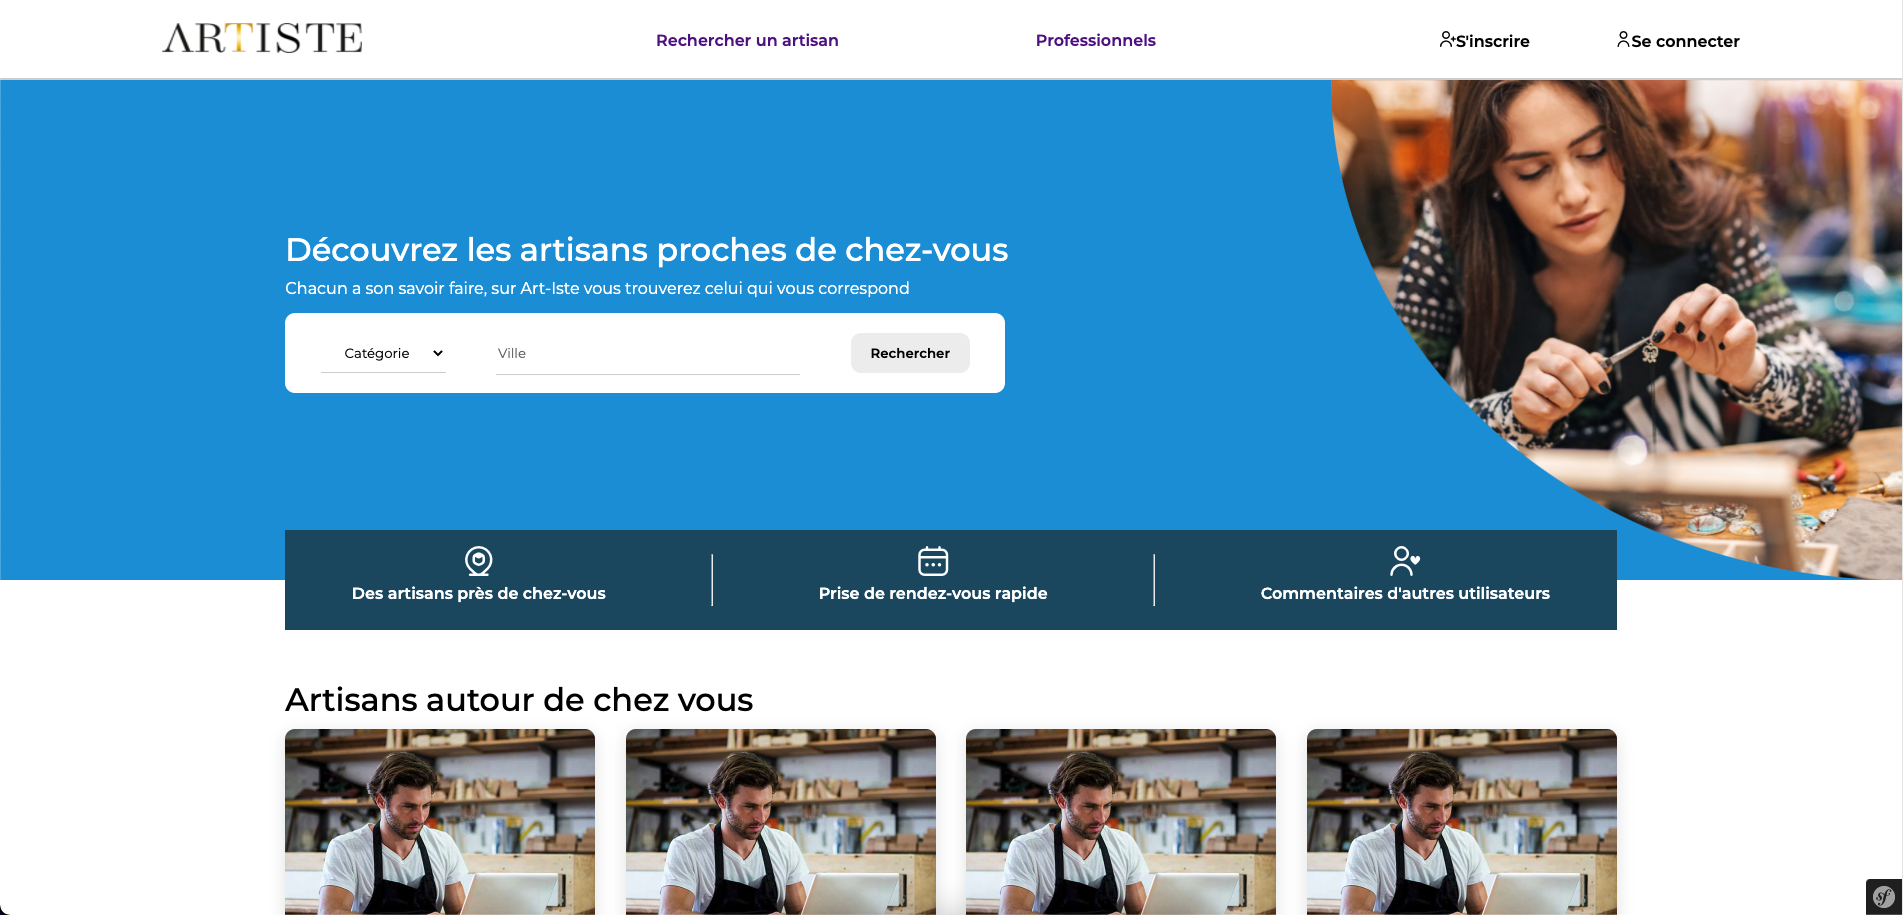 ARTISTE
Rechercher un artisan
Professionnels
S'inscrire
Se connecter
Découvrez les artisans proches de chez-vous
Chacun a son savoir faire, sur Art-Iste vous trouverez celui qui vous correspond
Catégorie
Ville
Rechercher
Des artisans près de chez-vous
Prise de rendez-vous rapide
Commentaires d'autres utilisateurs
Artisans autour de chez vous
sf